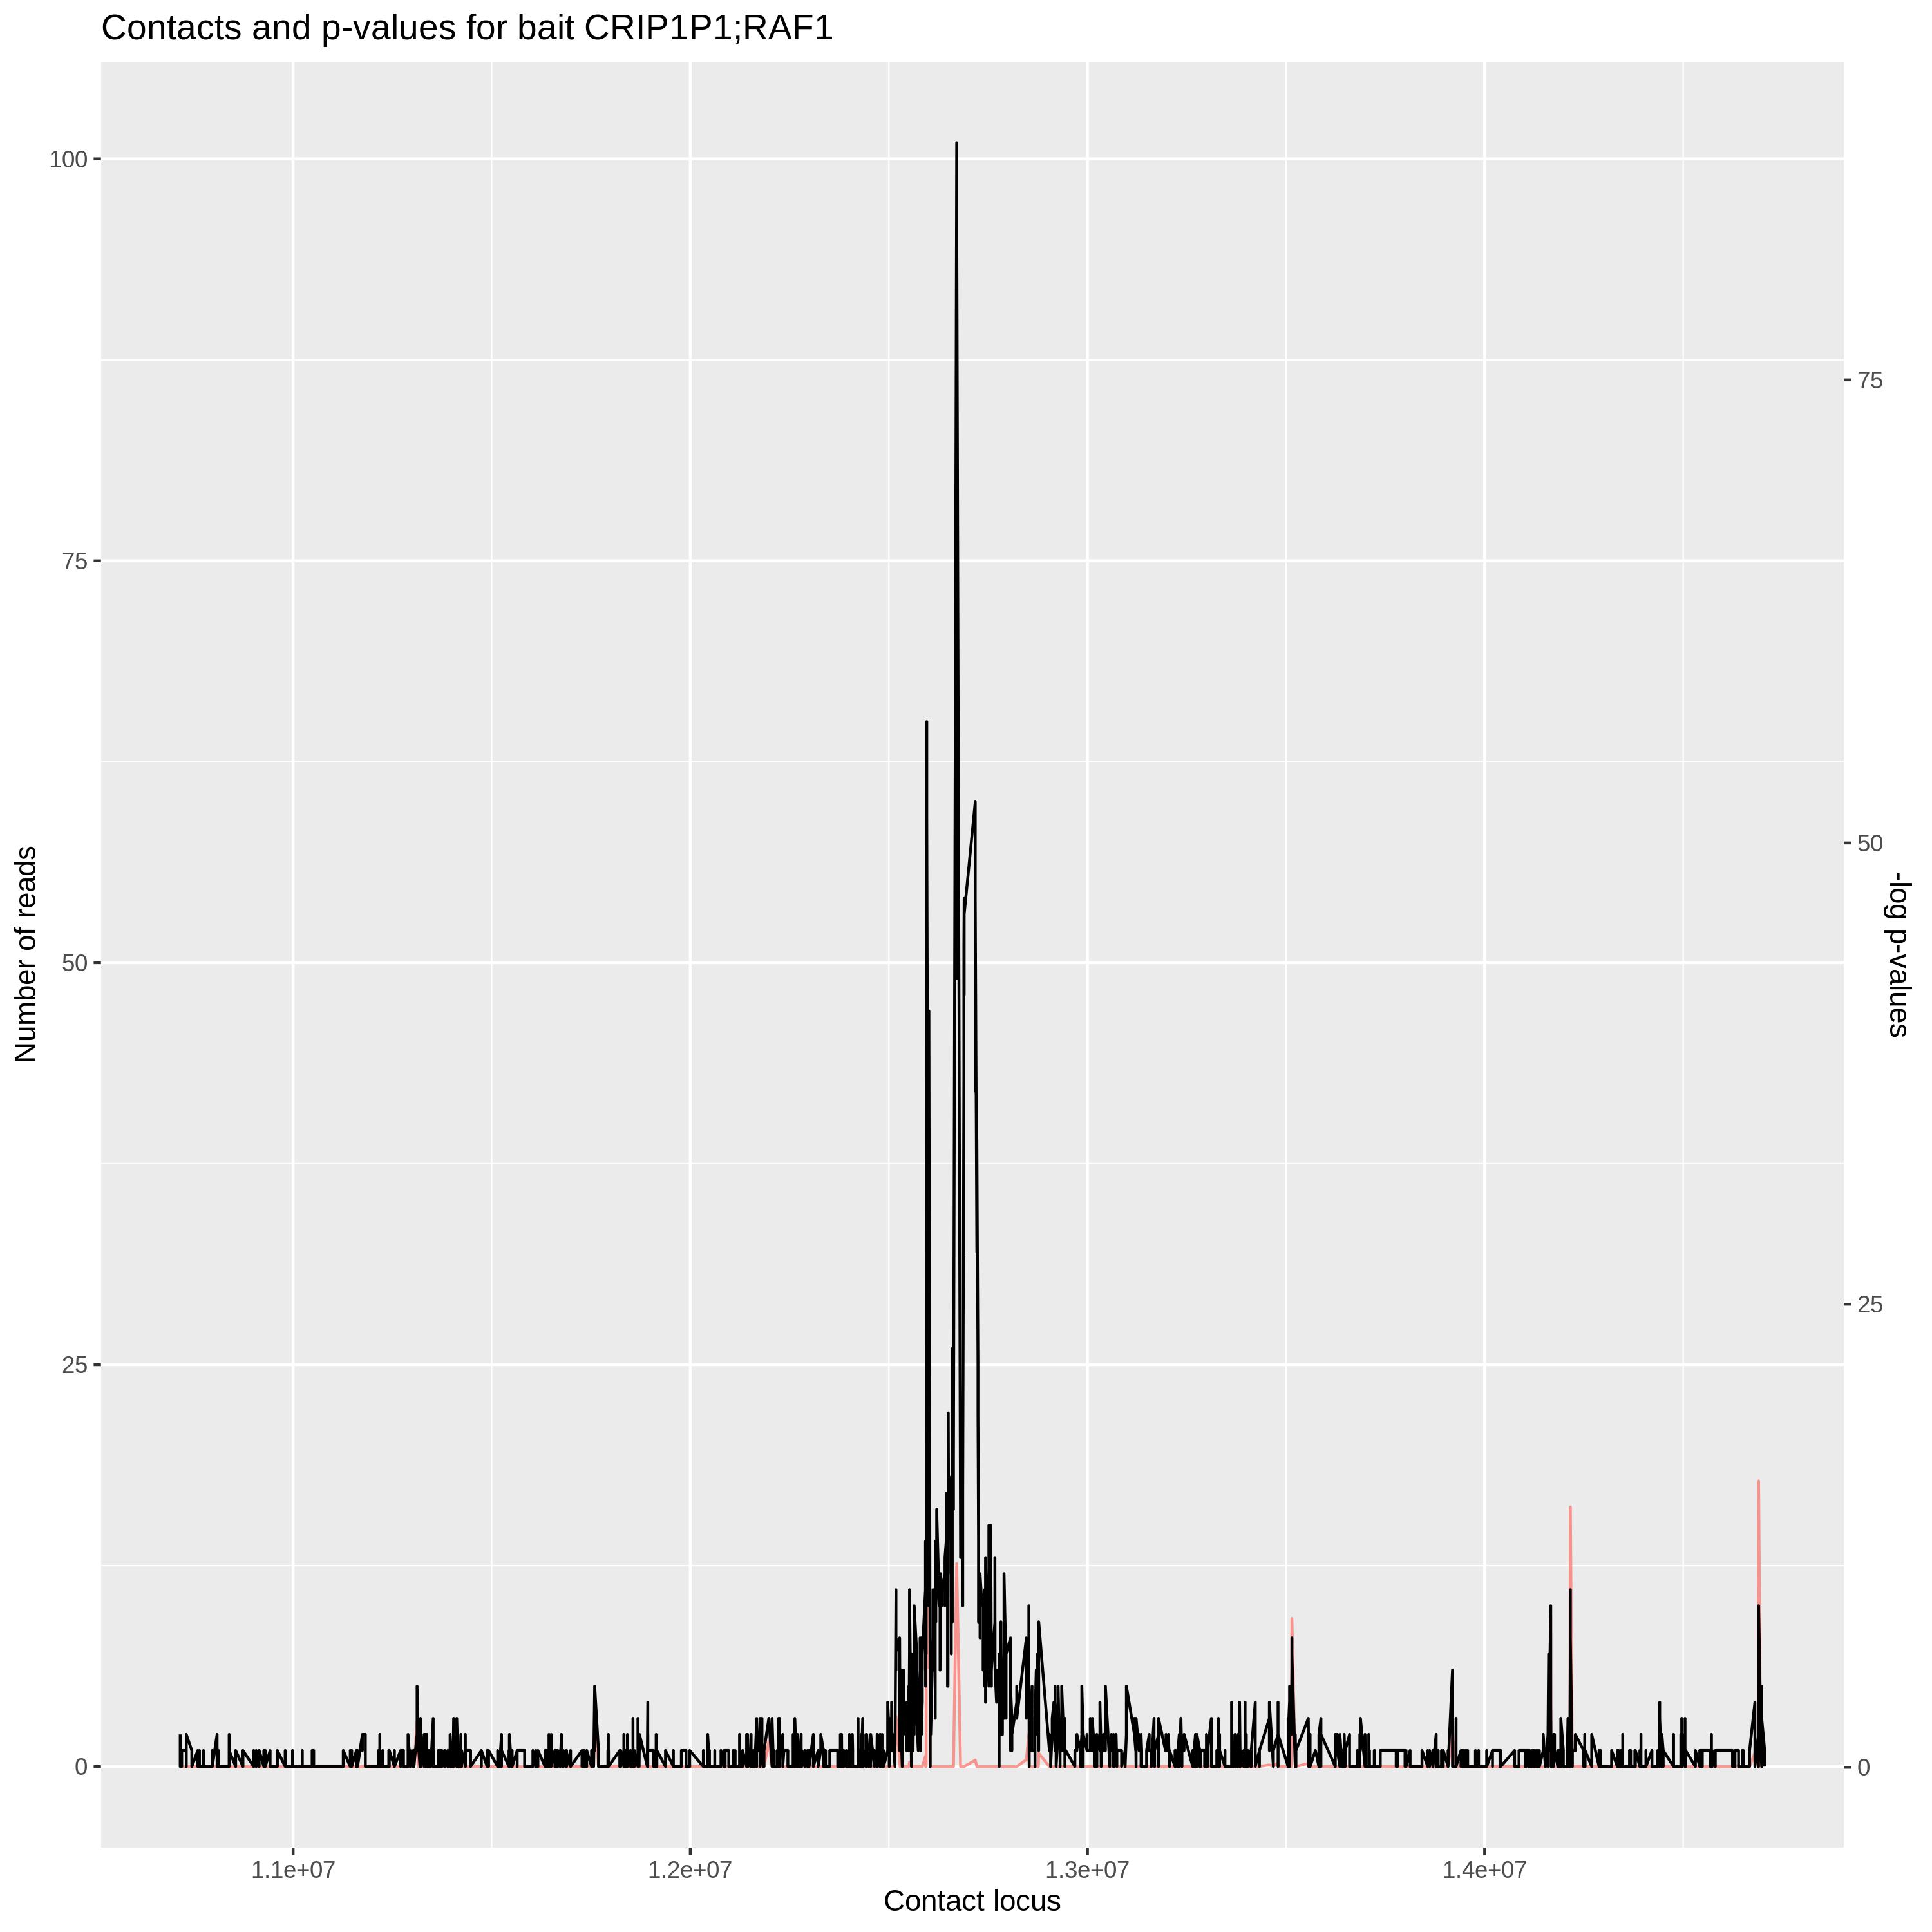 Contacts and p-values for bait CRIP1P1;RAF1
100
75
50
25
0
Number of reads
75
50
25
0
-log p-values
1.1e+07
1.2e+07
1.3e+07
1.4e+07
Contact locus